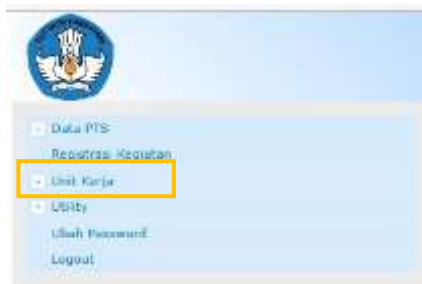 Data PTS
Registrasi Kegiatan
Unit Kerja
Utility
Ubah Password
Logout